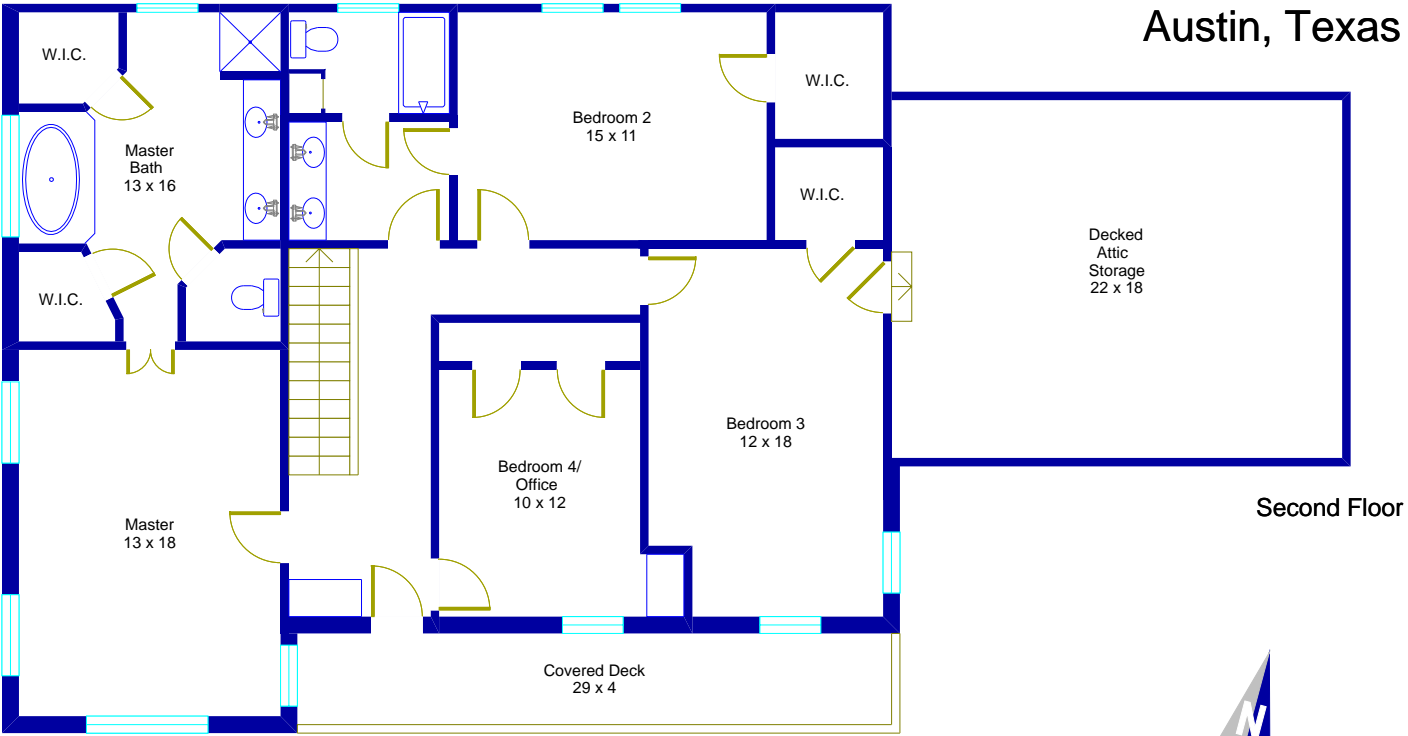 Austin, Texas
W.I.C.
W.I.C.
Bedroom 2
15 x 11
Master
Bath
13 x 16
W.I.C.
Decked
Attic
Storage
22 x 18
W.I.C.
Bedroom 3
12 x 18
Bedroom 4/
Office
10 x 12
Second Floor
Master
13 x 18
Covered Deck
29 x 4
N